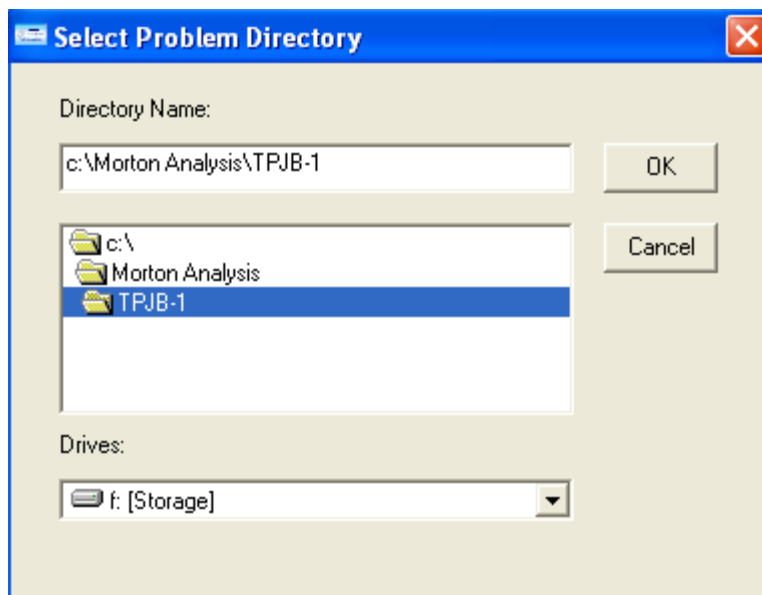 Select Problem Directory
Directory Name:
c:\Morton Analysis\TPJB-1
OK
c:\
Cancel
Morton Analysis
TPJB-1
Drives:
f: [Storage]